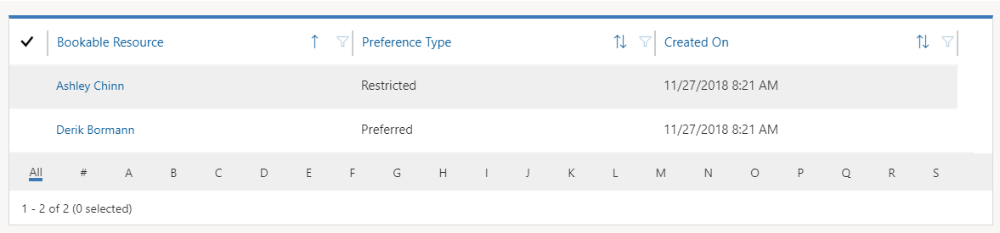 Bookable Resource Preference Type Created On
Ashley Chinn Restricted 11/27/2018 8:21 AM
Derik Bormann Preferred 11/27/2018 8:21 AM
All # A B C D E F G H I J K L M N O P Q R S
1 - 2 of 2 (0 selected)